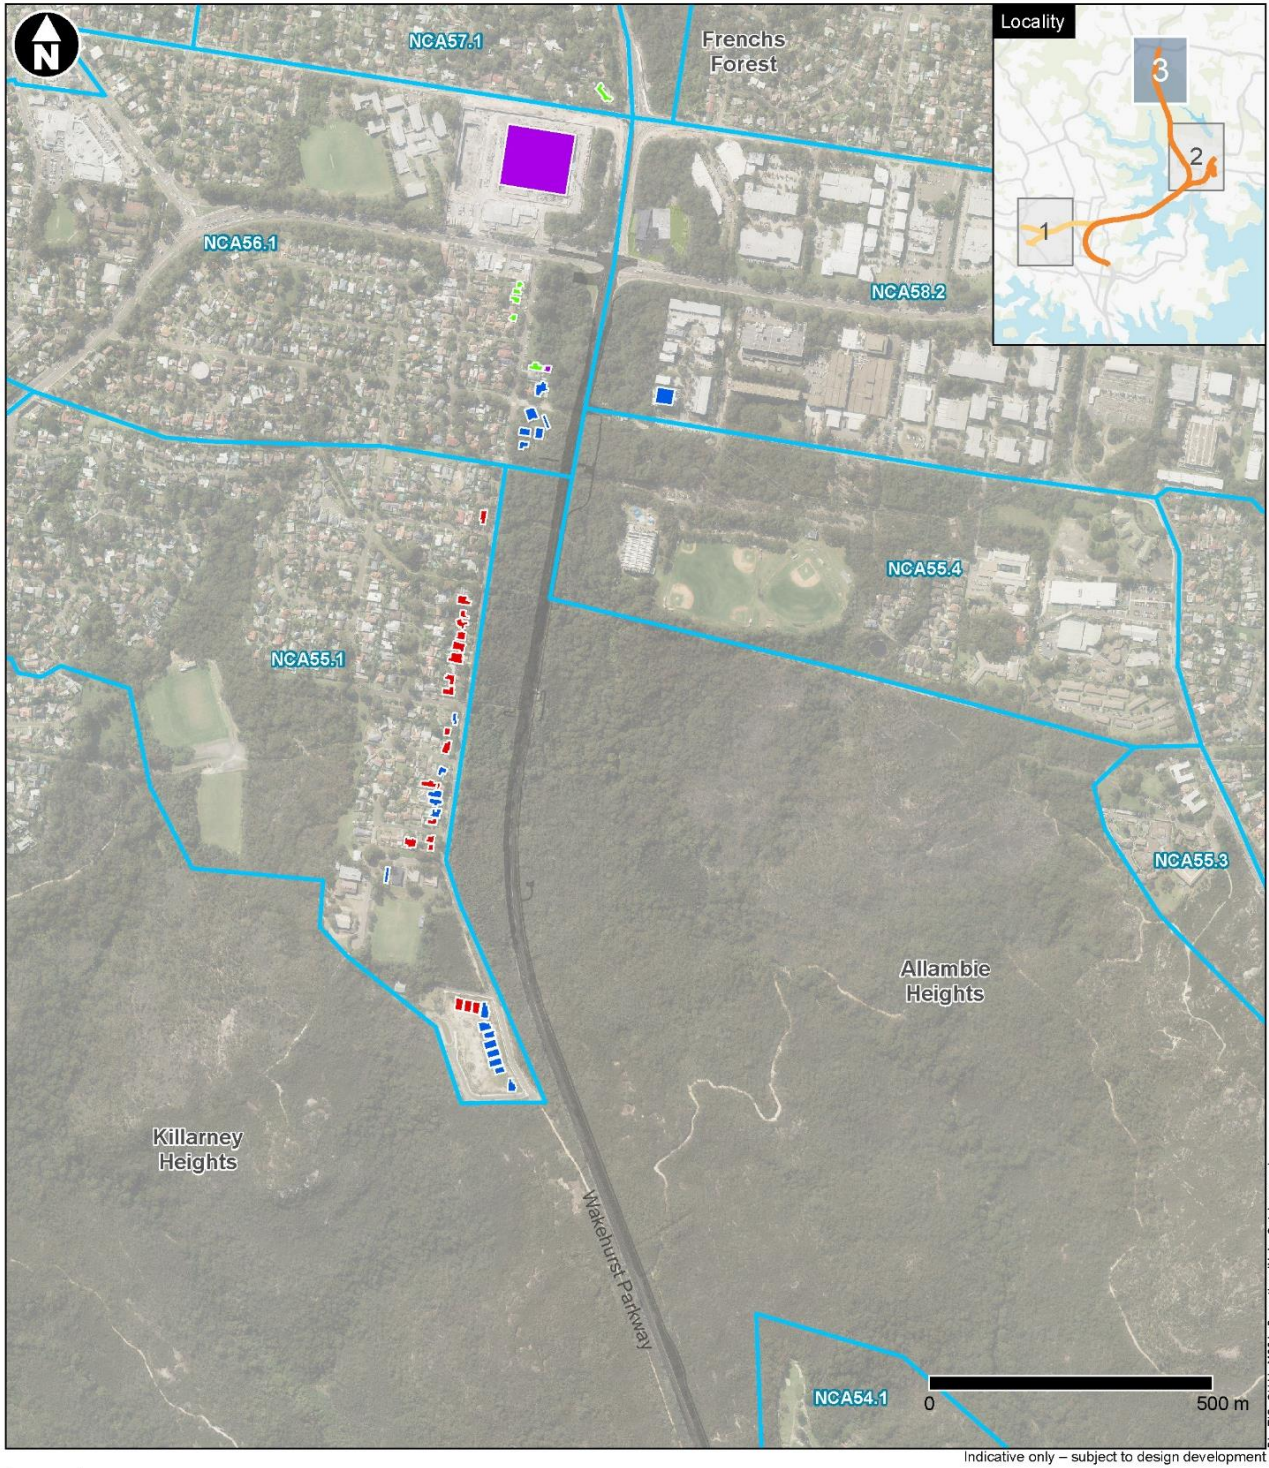 N
NCA57.1
Frenchs
Forest
Locality
3
2
1
NCA56.1
NCA58.2
NCA55.4
NCA55.1
NCA55.3
Allambie
Heights
Killarney
Heights
Wakehurst Parkway
NCA54.1
0
500 m
Indicative only – subject to design development